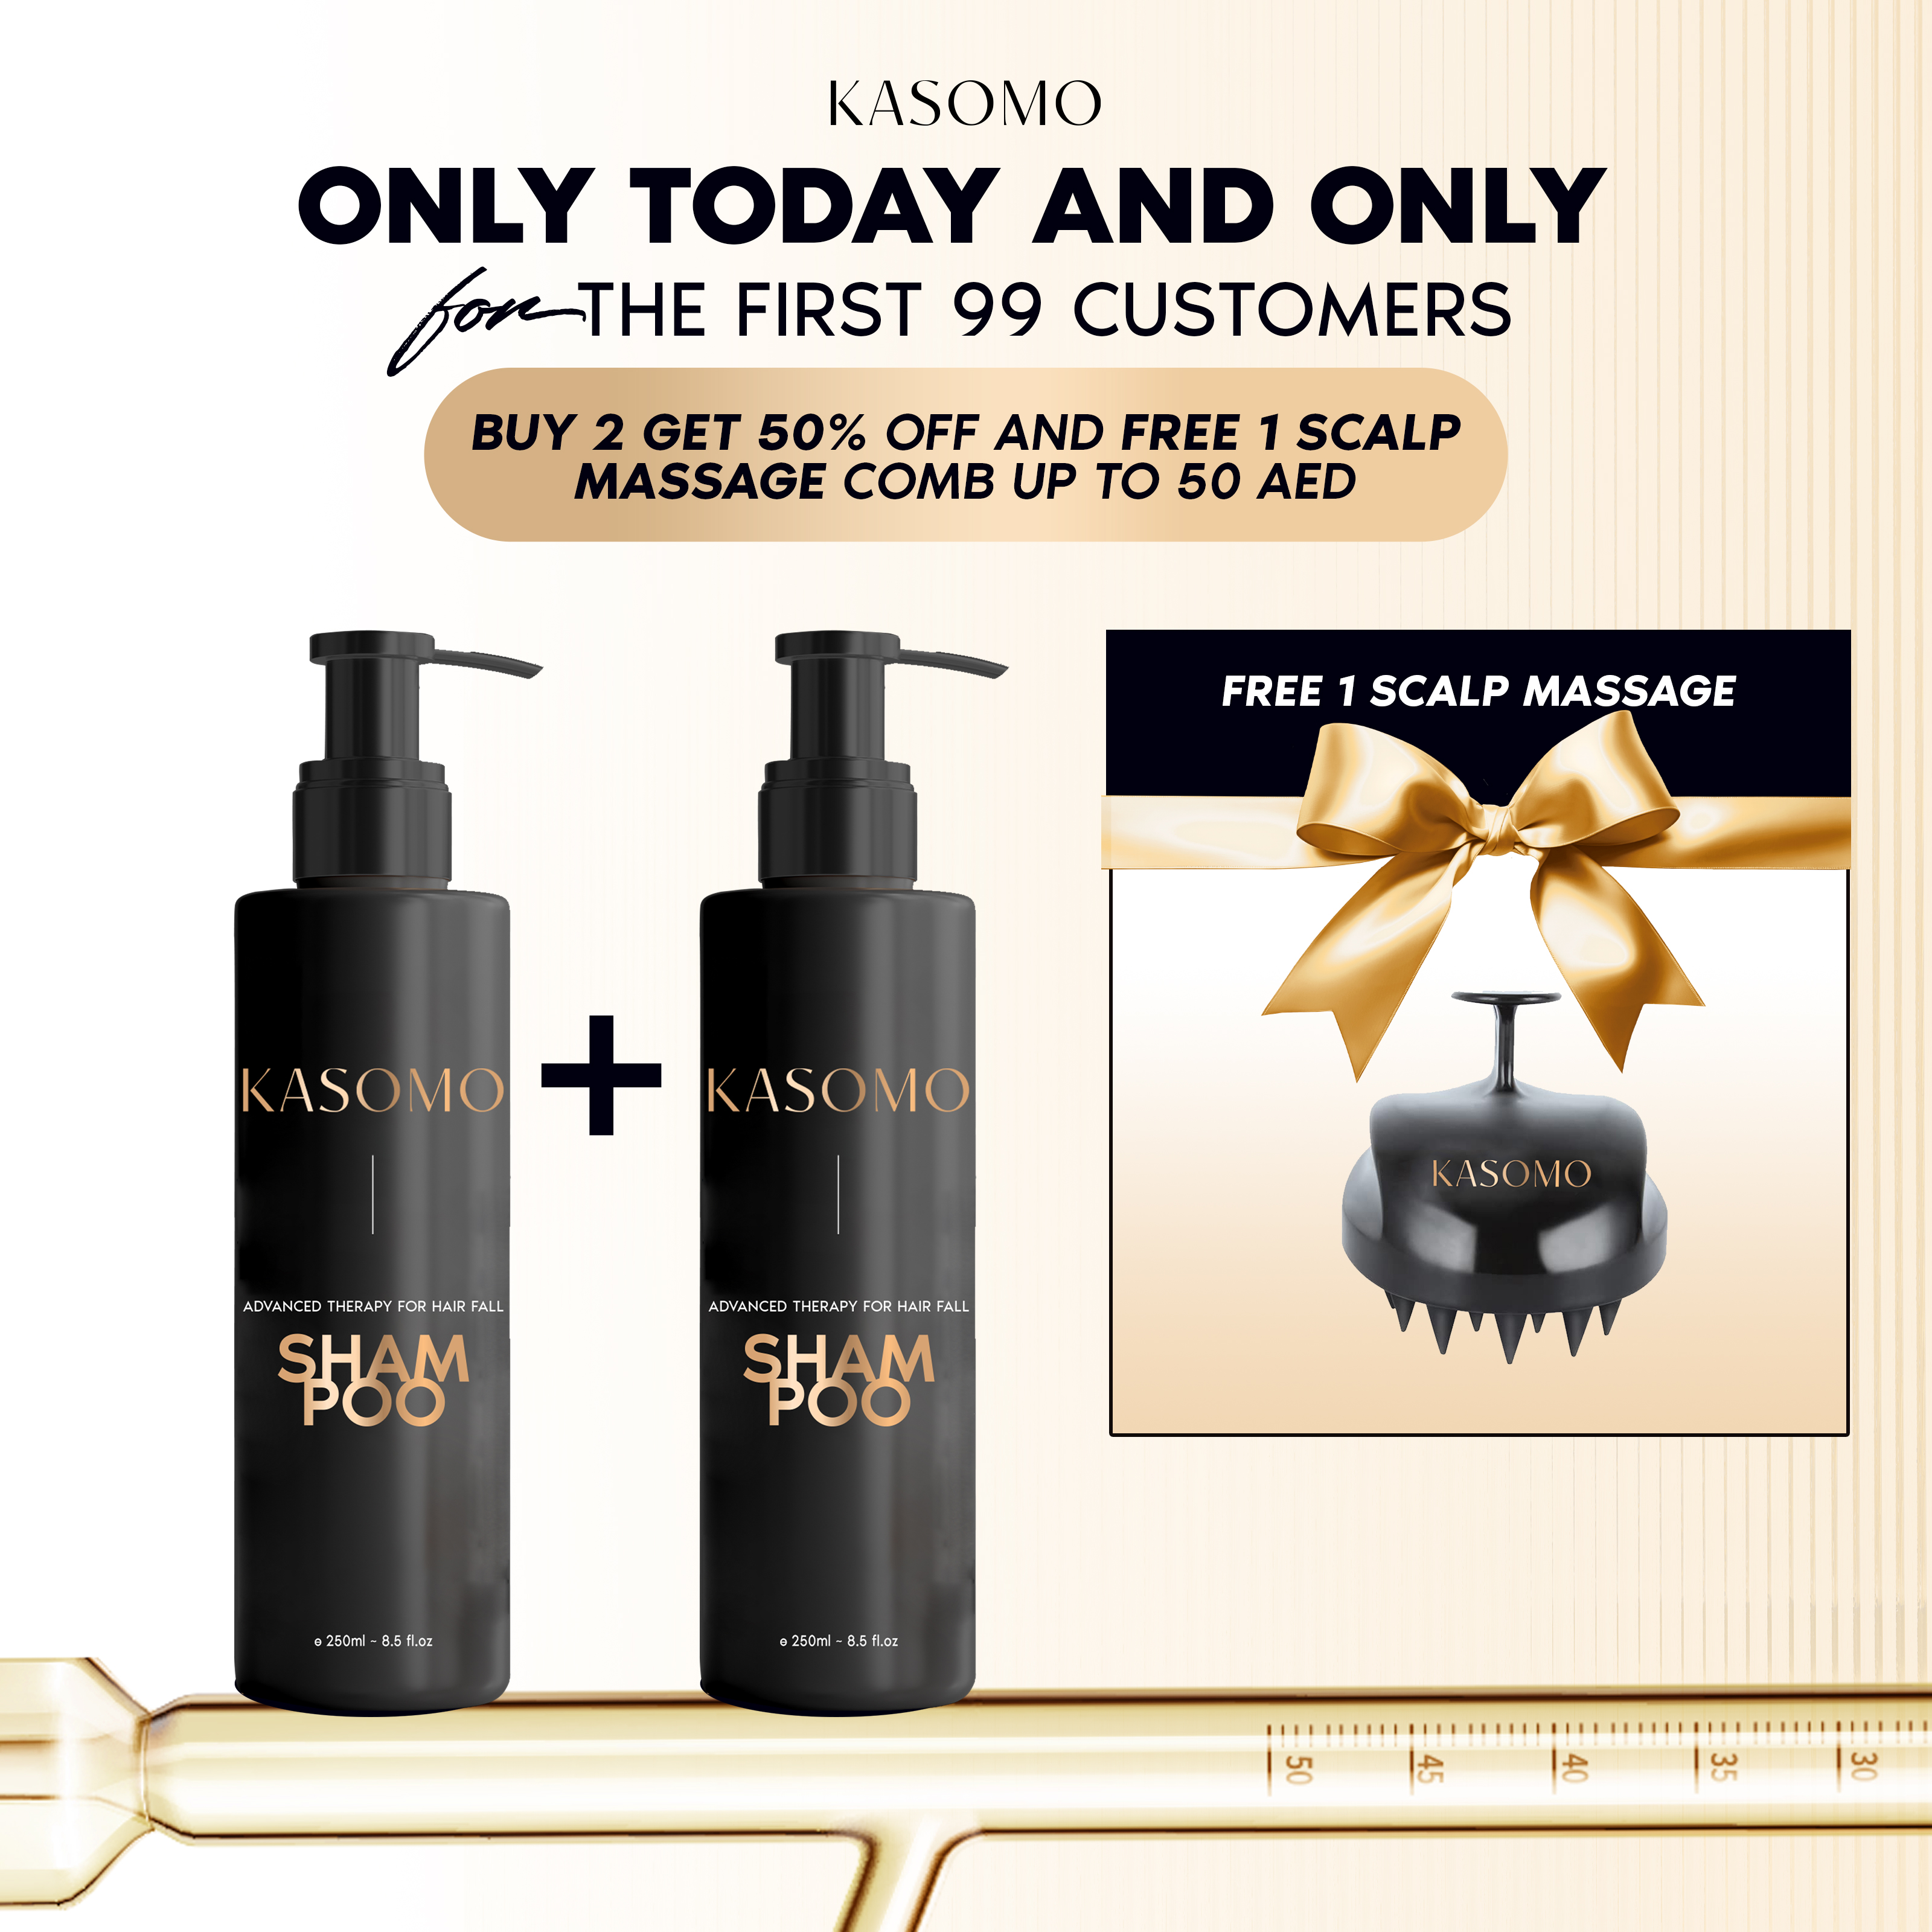 KASOMO
ONLY TODAY AND ONLY
for THE FIRST 99 CUSTOMERS
BUY 2 GET 50% OFF AND FREE 1 SCALP
MASSAGE COMB UP TO 50 AED
FREE 1 SCALP MASSAGE
KASOMO
ADVANCED THERAPY FOR HAIR FALL
SHAM
POO
e 250ml ~ 8.5 fl.oz
KASOMO
ADVANCED THERAPY FOR HAIR FALL
SHAM
POO
e 250ml ~ 8.5 fl.oz
KASOMO
50 45 40 35 30